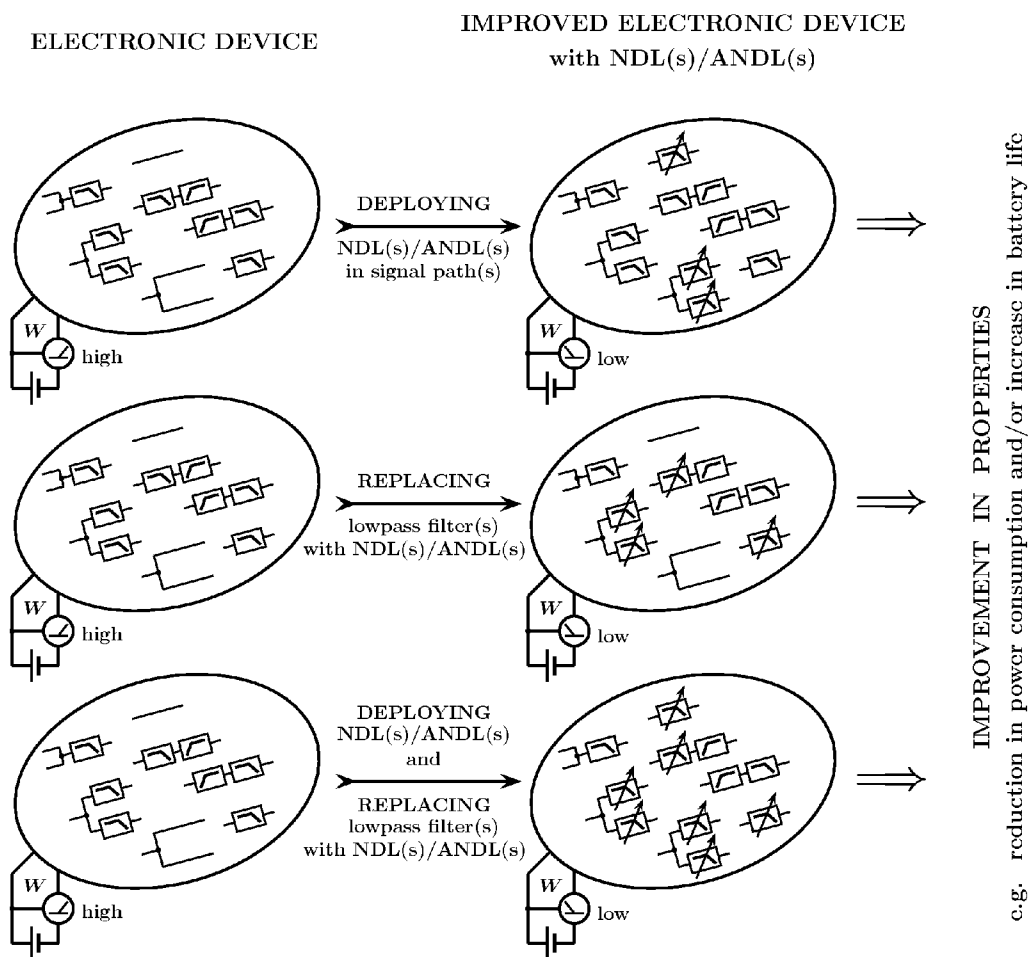 ELECTRONIC DEVICE
IMPROVED ELECTRONIC DEVICE
with NDL(s)/ANDL(s)
DEPLOYING
NDL(s)/ANDL(s)
in signal path(s)
W
high
W
low
REPLACING
lowpass filter(s)
with NDL(s)/ANDL(s)
W
high
W
low
DEPLOYING
NDL(s)/ANDL(s)
and
REPLACING
lowpass filter(s)
with NDL(s)/ANDL(s)
W
high
W
low
IMPROVEMENT IN PROPERTIES
e.g. reduction in power consumption and/or increase in battery life